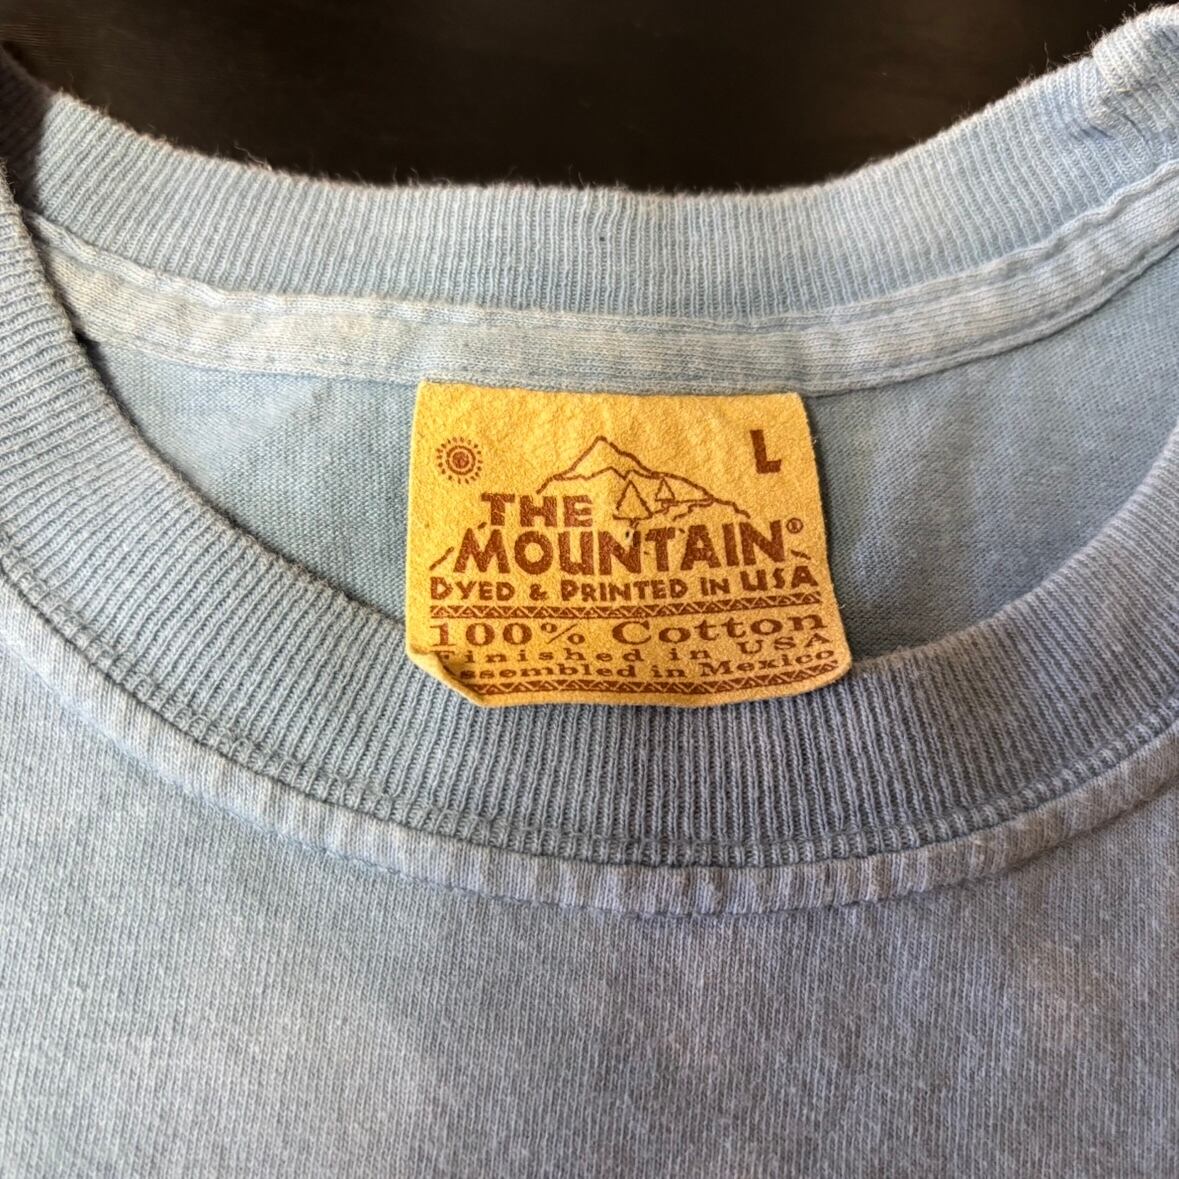 L
THE
MOUNTAIN®
DYED & PRINTED IN USA
100% Cotton
Finished in USA
Assembled in Mexico